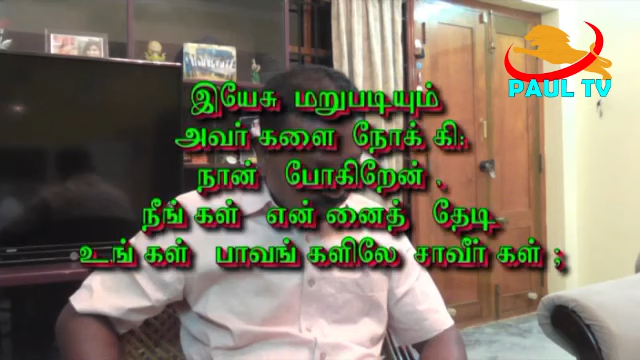 PAUL TV
இயேசு மறுபடியும்
அவர்களை நோக்கி:
நான் போகிறேன்.
நீங்கள் என்னைத் தேடி
உங்கள் பாவங்களிலே சாவீர்கள்;